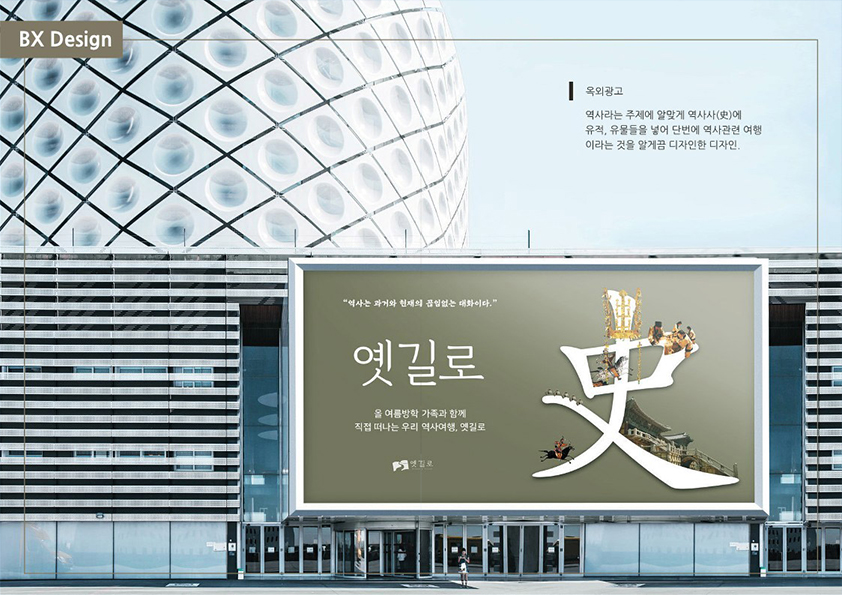 BX Design
옥외광고
역사라는 주제에 알맞게 역사사(史)에
유적, 유물들을 넣어 단번에 역사관련 여행
이라는 것을 알게끔 디자인한 디자인.
“역사는 과거와 현재의 끊임없는 대화이다.”
옛길로
올 여름방학 가족과 함께
직접 떠나는 우리 역사여행, 옛길로
옛길로
史